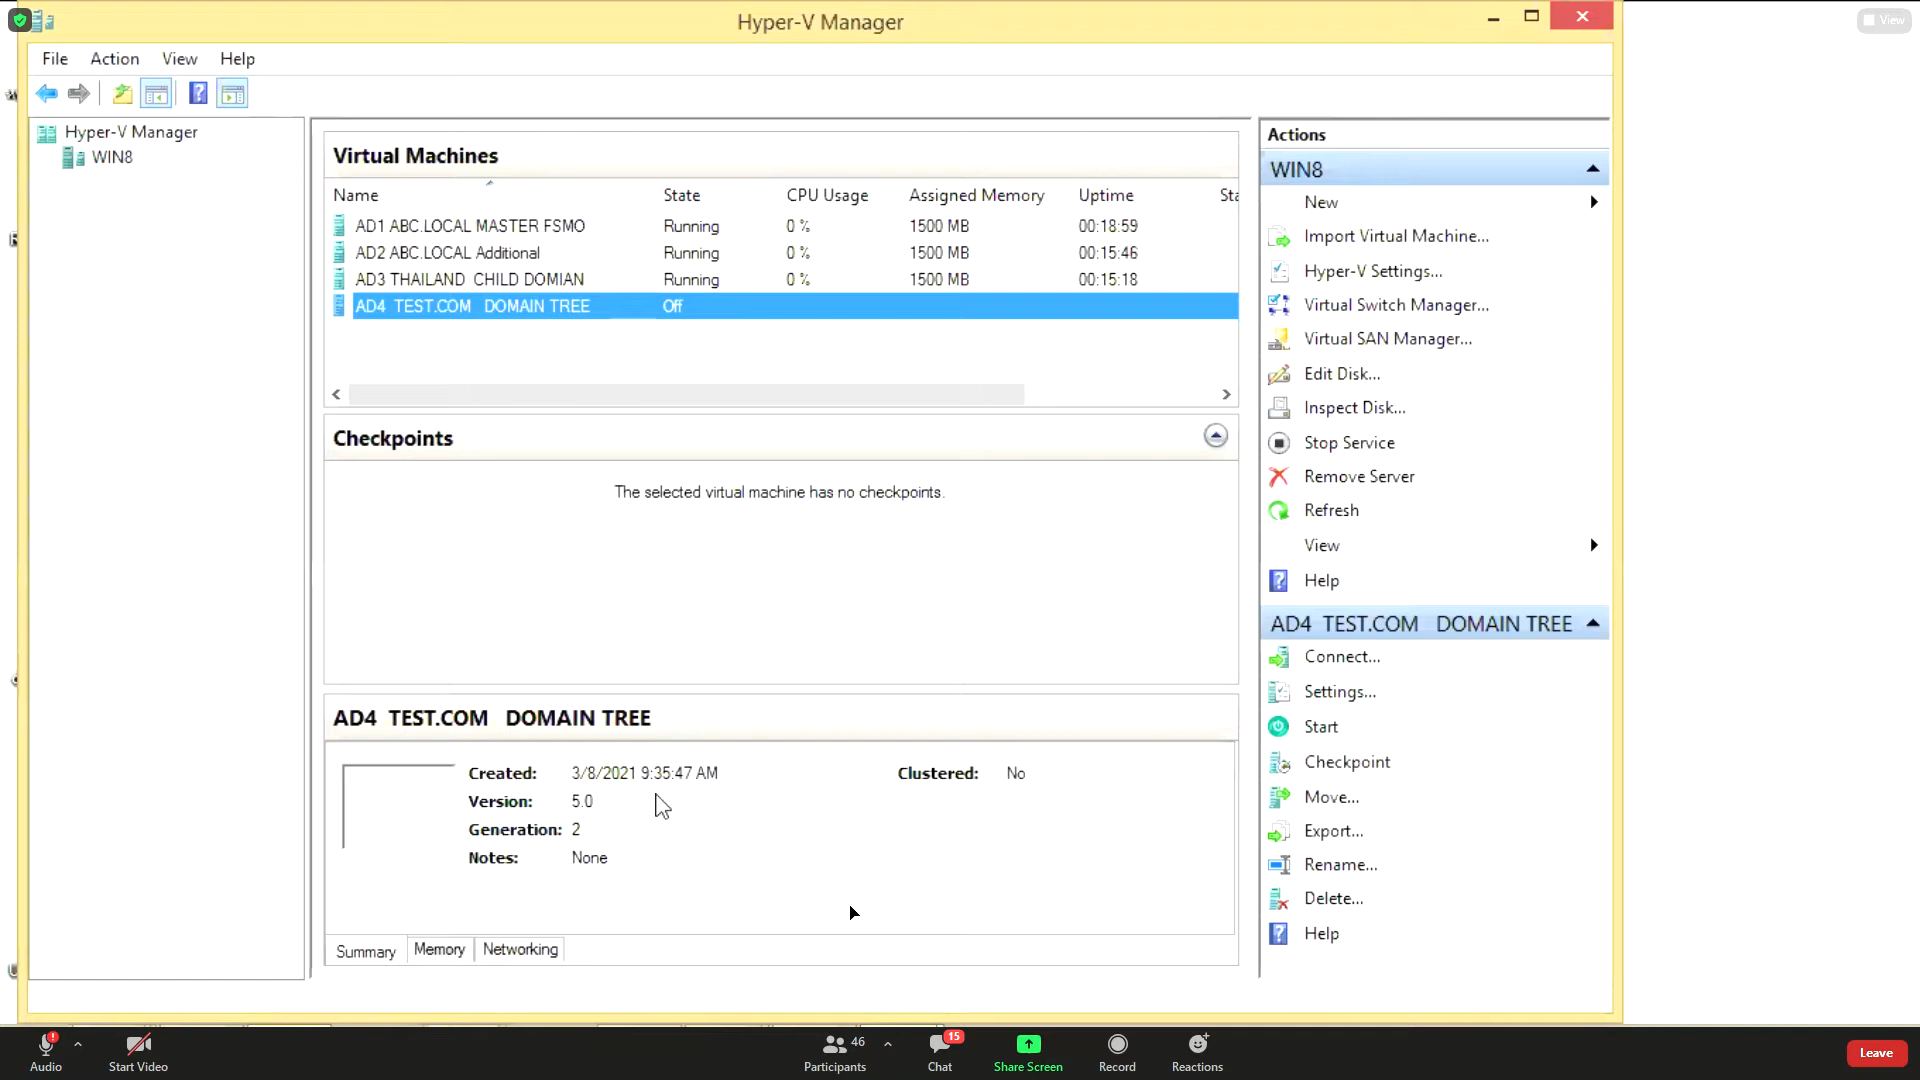 Hyper-V Manager
View
File Action View Help
Hyper-V Manager
WIN8
Virtual Machines
Name State CPU Usage Assigned Memory Uptime Sta
AD1 ABC.LOCAL MASTER FSMO Running 0 % 1500 MB 00:18:59
AD2 ABC.LOCAL Additional Running 0 % 1500 MB 00:15:46
AD3 THAILAND CHILD DOMIAN Running 0 % 1500 MB 00:15:18
AD4 TEST.COM DOMAIN TREE Off
Checkpoints
The selected virtual machine has no checkpoints.
AD4 TEST.COM DOMAIN TREE
Created: 3/8/2021 9:35:47 AM Clustered: No
Version: 5.0
Generation: 2
Notes: None
Summary Memory Networking
Actions
WIN8
New
Import Virtual Machine...
Hyper-V Settings...
Virtual Switch Manager...
Virtual SAN Manager...
Edit Disk...
Inspect Disk...
Stop Service
Remove Server
Refresh
View
Help
AD4 TEST.COM DOMAIN TREE
Connect...
Settings...
Start
Checkpoint
Move...
Export...
Rename...
Delete...
Help
46 15
Audio Start Video Participants Chat Share Screen Record Reactions Leave